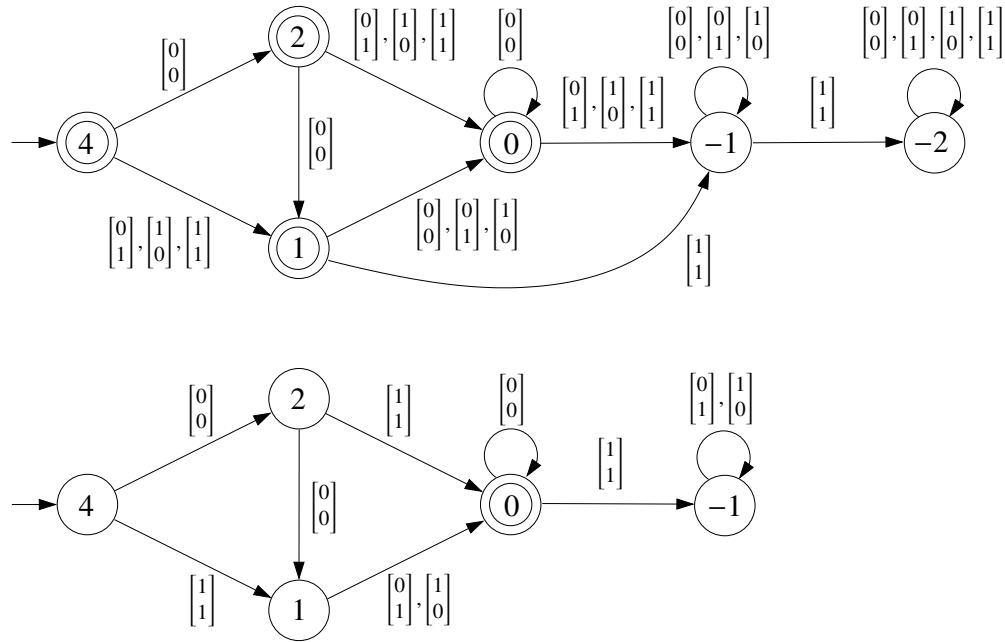 2
[0 1], [1 0], [1 1]
[0 0]
[0 0], [0 1], [1 0]
[0 0], [0 1], [1 0], [1 1]
[0 0]
[0 1], [1 0], [1 1]
[1 1]
4
[0 0]
0
−1
−2
[0 1], [1 0], [1 1]
1
[0 0], [0 1], [1 0]
[1 1]
2
[0 0]
[1 1]
[0 0]
[0 1], [1 0]
[1 1]
4
[0 0]
0
−1
[1 1]
1
[0 1], [1 0]